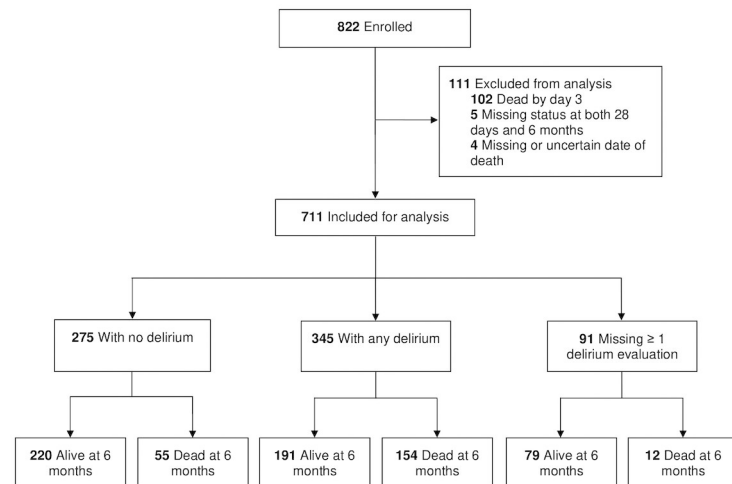 822 Enrolled
111 Excluded from analysis
102 Dead by day 3
5 Missing status at both 28
days and 6 months
4 Missing or uncertain date of
death
711 Included for analysis
275 With no delirium
345 With any delirium
91 Missing ≥ 1
delirium evaluation
220 Alive at 6
months
55 Dead at 6
months
191 Alive at 6
months
154 Dead at 6
months
79 Alive at 6
months
12 Dead at 6
months